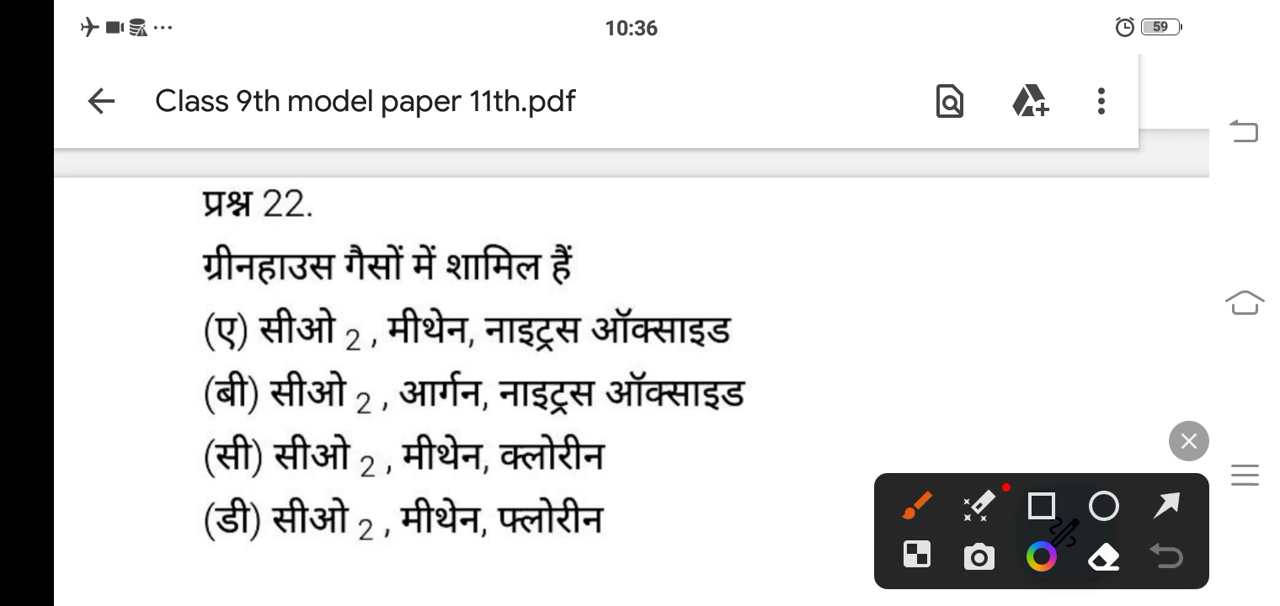 10:36
59
Class 9th model paper 11th.pdf
प्रश्न 22.
ग्रीनहाउस गैसों में शामिल हैं
(ए) सीओ 2 , मीथेन, नाइट्रस ऑक्साइड
(बी) सीओ 2 , आर्गन, नाइट्रस ऑक्साइड
(सी) सीओ 2 , मीथेन, क्लोरीन
(डी) सीओ 2 , मीथेन, फ्लोरीन